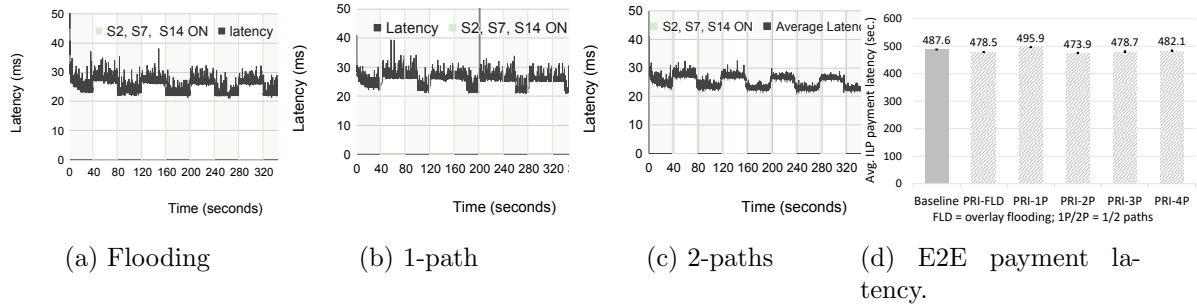 S2, S7, S14 ON latency
Latency (ms)
50
40
30
20
10
0
0 40 80 120 160 200 240 280 320
Time (seconds)
(a) Flooding
Latency S2, S7, S14 ON
Latency (ms)
50
40
30
20
10
0
0 40 80 120 160 200 240 280 320
Time (seconds)
(b) 1-path
S2, S7, S14 ON Average Latenc
Latency (ms)
50
40
30
20
10
0
0 40 80 120 160 200 240 280 320
Time (seconds)
(c) 2-paths
Avg. ILP payment latency (sec.)
600
500
400
300
200
100
0
487.6 478.5 495.9 473.9 478.7 482.1
Baseline PRI-FLD PRI-1P PRI-2P PRI-3P PRI-4P
FLD = overlay flooding; 1P/2P = 1/2 paths
(d) E2E payment la-
tency.